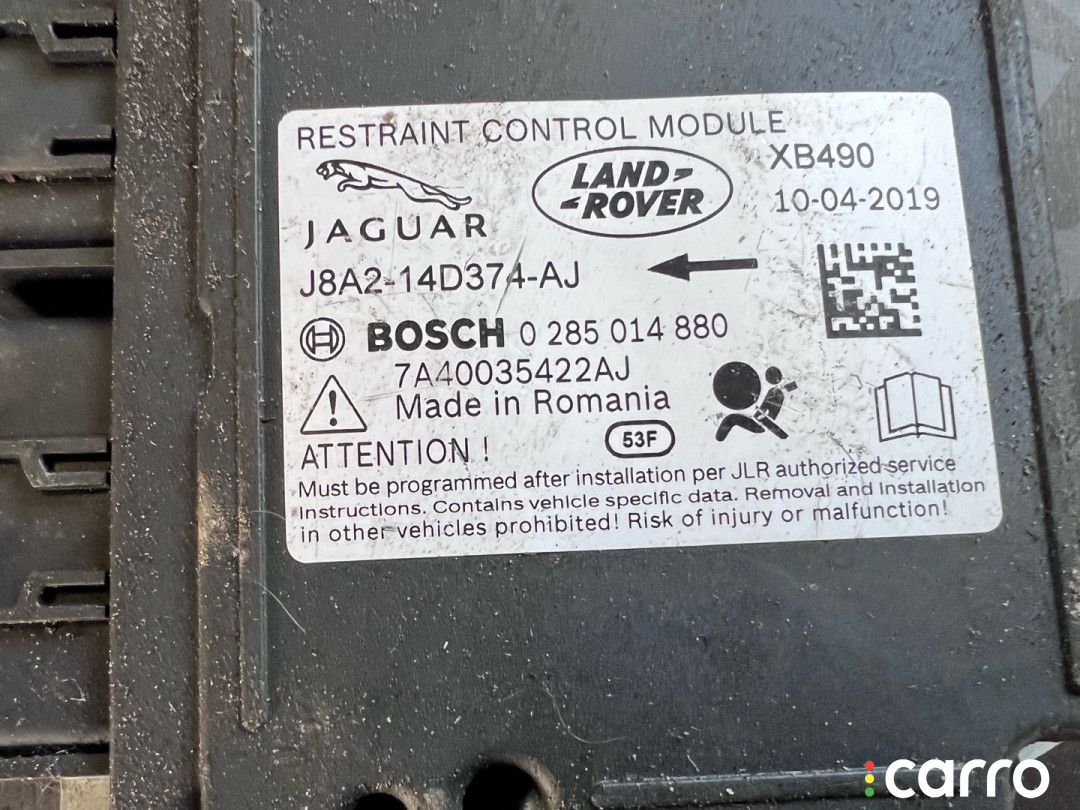 RESTRAINT CONTROL MODULE
XB490
LAND-
-ROVER
10-04-2019
JAGUAR
J8A2-14D374-AJ
BOSCH 0 285 014 880
7A40035422AJ
Made in Romania
53F
ATTENTION !
Must be programmed after installation per JLR authorized service
instructions. Contains vehicle specific data. Removal and installation
in other vehicles prohibited! Risk of injury or malfunction!
carro